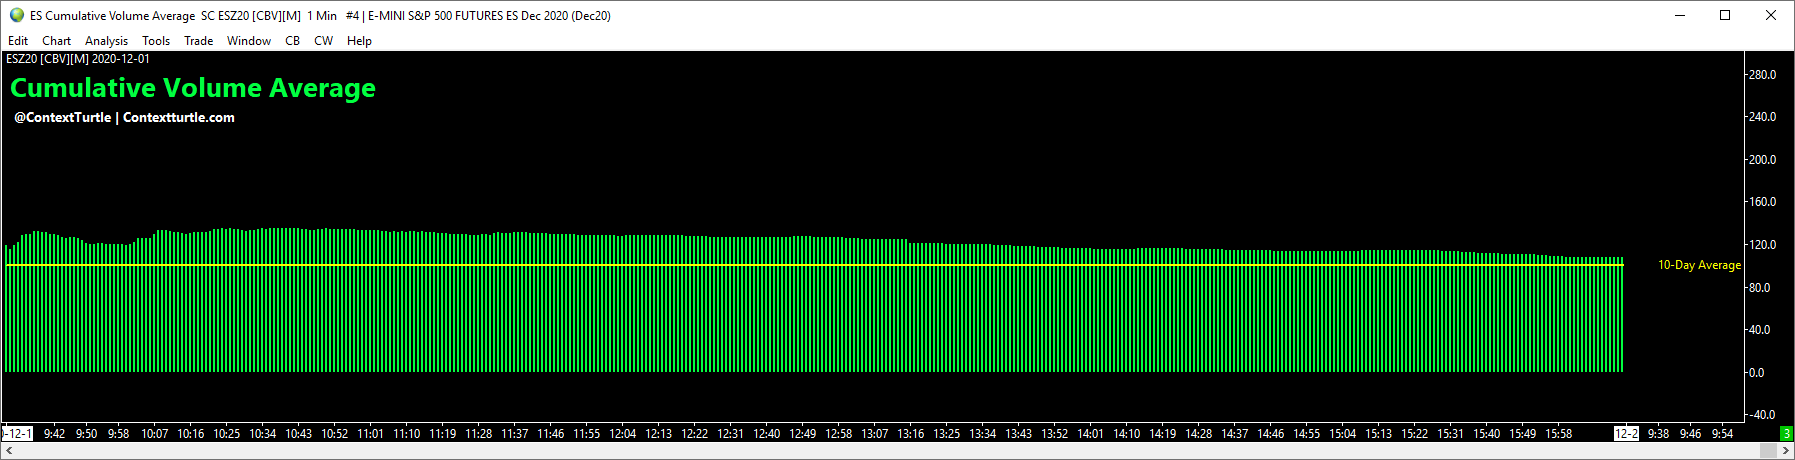 ES Cumulative Volume Average SC ESZ20 [CBV][M] 1 Min #4 | E-MINI S&P 500 FUTURES ES Dec 2020 (Dec20)
Edit Chart Analysis Tools Trade Window CB CW Help
ESZ20 [CBV][M] 2020-12-01
Cumulative Volume Average
@ContextTurtle | Contextturtle.com
280.0
240.0
200.0
160.0
120.0
10-Day Average
80.0
40.0
0.0
-40.0
-12-1 9:42 9:50 9:58 10:07 10:16 10:25 10:34 10:43 10:52 11:01 11:10 11:19 11:28 11:37 11:46 11:55 12:04 12:13 12:22 12:31 12:40 12:49 12:58 13:07 13:16 13:25 13:34 13:43 13:52 14:01 14:10 14:19 14:28 14:37 14:46 14:55 15:04 15:13 15:22 15:31 15:40 15:49 15:58 12-2 9:38 9:46 9:54 3